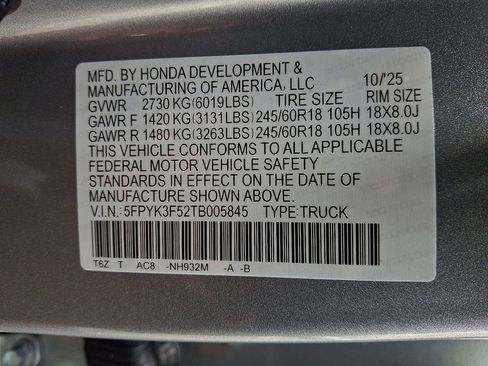 MFD. BY HONDA DEVELOPMENT &
MANUFACTURING OF AMERICA, LLC 10/'25
GVWR 2730 KG(6019LBS) TIRE SIZE RIM SIZE
GAWR F 1420 KG(3131LBS) 245/60R18 105H 18X8.0J
GAWR R 1480 KG(3263LBS) 245/60R18 105H 18X8.0J
THIS VEHICLE CONFORMS TO ALL APPLICABLE
FEDERAL MOTOR VEHICLE SAFETY
STANDARDS IN EFFECT ON THE DATE OF
MANUFACTURE SHOWN ABOVE.
V.I.N.: 5FPYK3F52TB005845 TYPE:TRUCK
T6Z T AC8 -NH932M -A -B